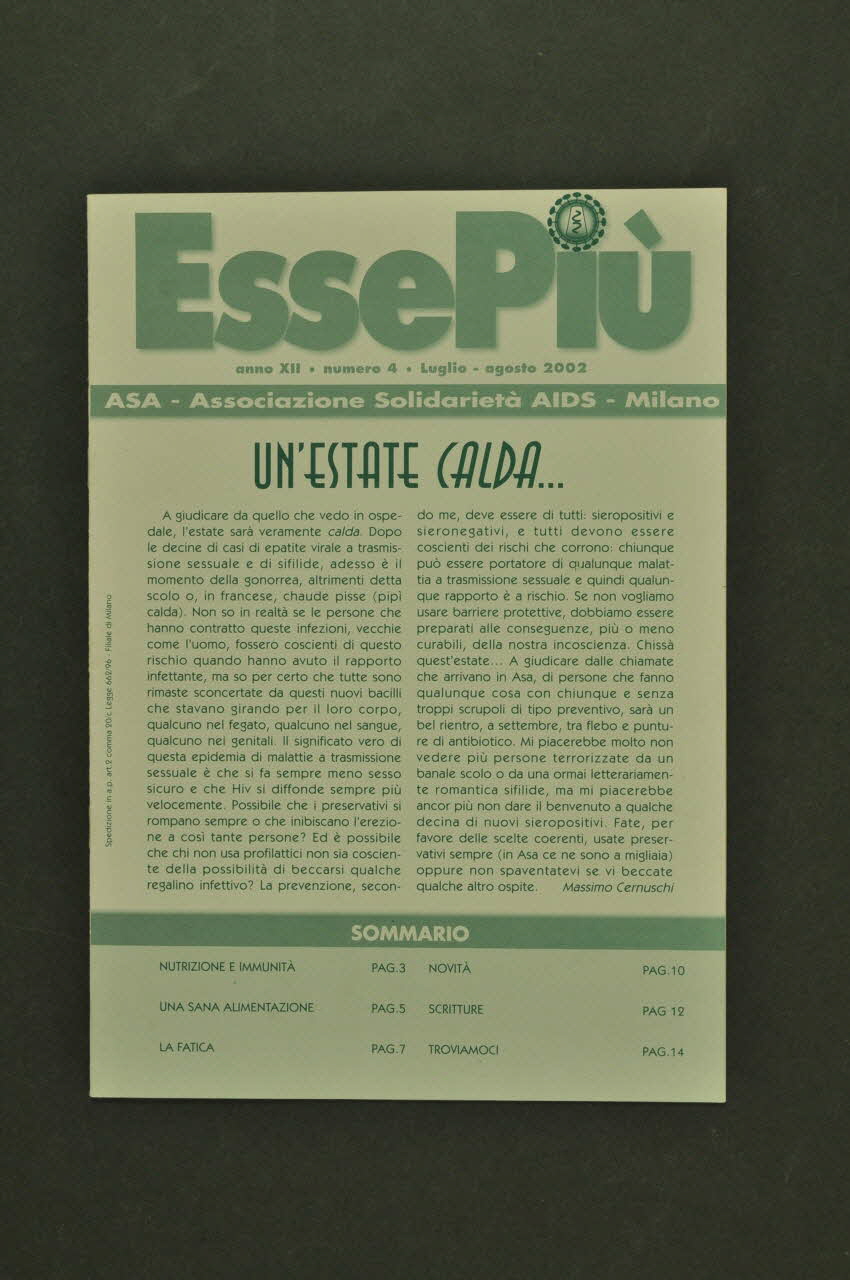 EssePiù
anno XII • numero 4 • Luglio - agosto 2002
ASA - Associazione Solidarietà AIDS - Milano
UN'ESTATE CALDA...
A giudicare da quello che vedo in ospe-
dale, l'estate sarà veramente calda. Dopo
le decine di casi di epatite virale a trasmis-
sione sessuale e di sifilide, adesso è il
momento della gonorrea, altrimenti detta
scolo o, in francese, chaude pisse (pipì
calda). Non so in realtà se le persone che
hanno contratto queste infezioni, vecchie
come l'uomo, fossero coscienti di questo
rischio quando hanno avuto il rapporto
infettante, ma so per certo che tutte sono
rimaste sconcertate da questi nuovi bacilli
che stavano girando per il loro corpo,
qualcuno nel fegato, qualcuno nel sangue,
qualcuno nei genitali. Il significato vero di
questa epidemia di malattie a trasmissione
sessuale è che si fa sempre meno sesso
sicuro e che Hiv si diffonde sempre più
velocemente. Possibile che i preservativi si
rompano sempre o che inibiscano l'erezio-
ne a così tante persone? Ed è possibile
che chi non usa profilattici non sia coscien-
te della possibilità di beccarsi qualche
regalino infettivo? La prevenzione, secon-
do me, deve essere di tutti: sieropositivi e
sieronegativi, e tutti devono essere
coscienti dei rischi che corrono: chiunque
può essere portatore di qualunque malat-
tia a trasmissione sessuale e quindi qualun-
que rapporto è a rischio. Se non vogliamo
usare barriere protettive, dobbiamo essere
preparati alle conseguenze, più o meno
curabili, della nostra incoscienza. Chissà
quest'estate... A giudicare dalle chiamate
che arrivano in Asa, di persone che fanno
qualunque cosa con chiunque e senza
troppi scrupoli di tipo preventivo, sarà un
bel rientro, a settembre, tra flebo e puntu-
re di antibiotico. Mi piacerebbe molto non
vedere più persone terrorizzate da un
banale scolo o da una ormai letterariamen-
te romantica sifilide, ma mi piacerebbe
ancor più non dare il benvenuto a qualche
decina di nuovi sieropositivi. Fate, per
favore delle scelte coerenti, usate preser-
vativi sempre (in Asa ce ne sono a migliaia)
oppure non spaventatevi se vi beccate
qualche altro ospite. Massimo Cernuschi
Spedizione in a.p. art.2 comma 20/c Legge 662/96 - Filiale di Milano
SOMMARIO
NUTRIZIONE E IMMUNITÀ PAG.3
UNA SANA ALIMENTAZIONE PAG.5
LA FATICA PAG.7
NOVITÀ PAG.10
SCRITTURE PAG 12
TROVIAMOCI PAG.14